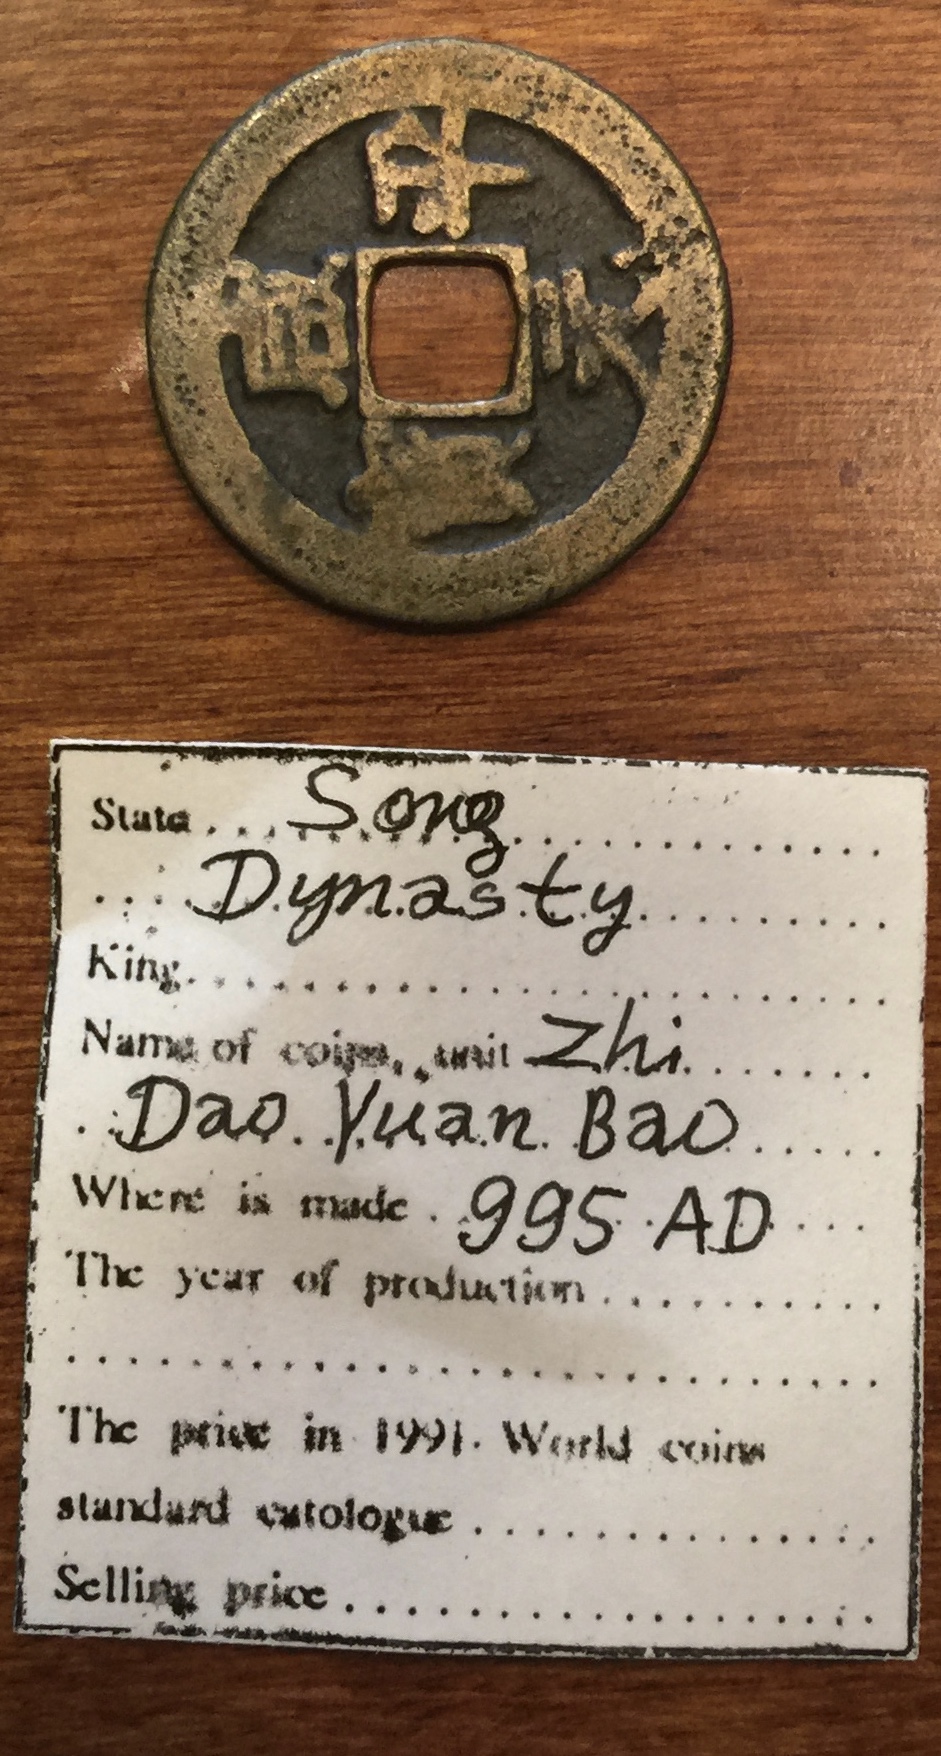 State Song
Dynasty
King
Name of coins, unit Zhi
Dao Yuan Bao
Where is made 995 AD
The year of production
The price in 1991. World coins
standard catologue
Selling price